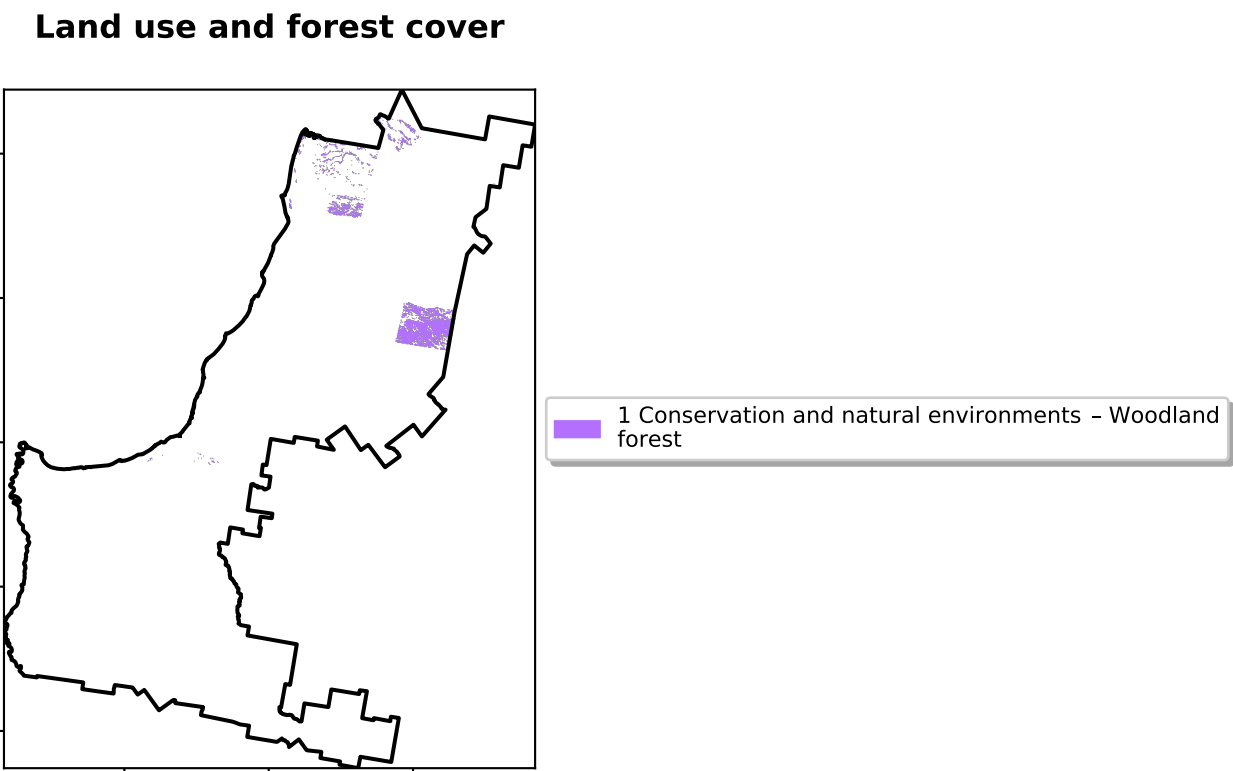 Land use and forest cover
1 Conservation and natural environments – Woodland
forest